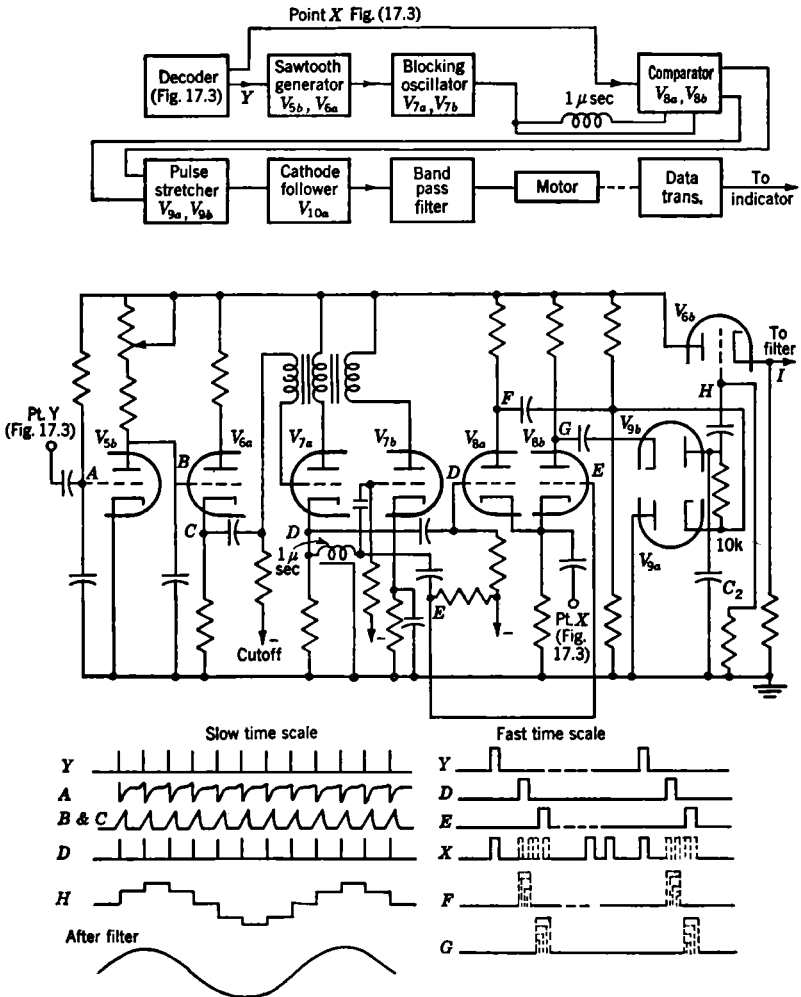 Point X Fig. (17.3)
Decoder
(Fig. 17.3)
Y
Sawtooth
generator
V5b, V6a
Blocking
oscillator
V7a, V7b
1 μ sec
Comparator
V8a, V8b
Pulse
stretcher
V9a, V9b
Cathode
follower
V10a
Band
pass
filter
Motor
Data
trans.
To
indicator
Pt. Y
(Fig. 17.3)
A
V5b
B
V6a
C
Cutoff
V7a
V7b
D
1 μ
sec
E
D
V8a
F
V8b
G
E
Pt. X
(Fig.
17.3)
V9b
V9a
10k
C2
H
V6b
To
filter
I
Slow time scale
Y
A
B & C
D
H
After filter
Fast time scale
Y
D
E
X
F
G